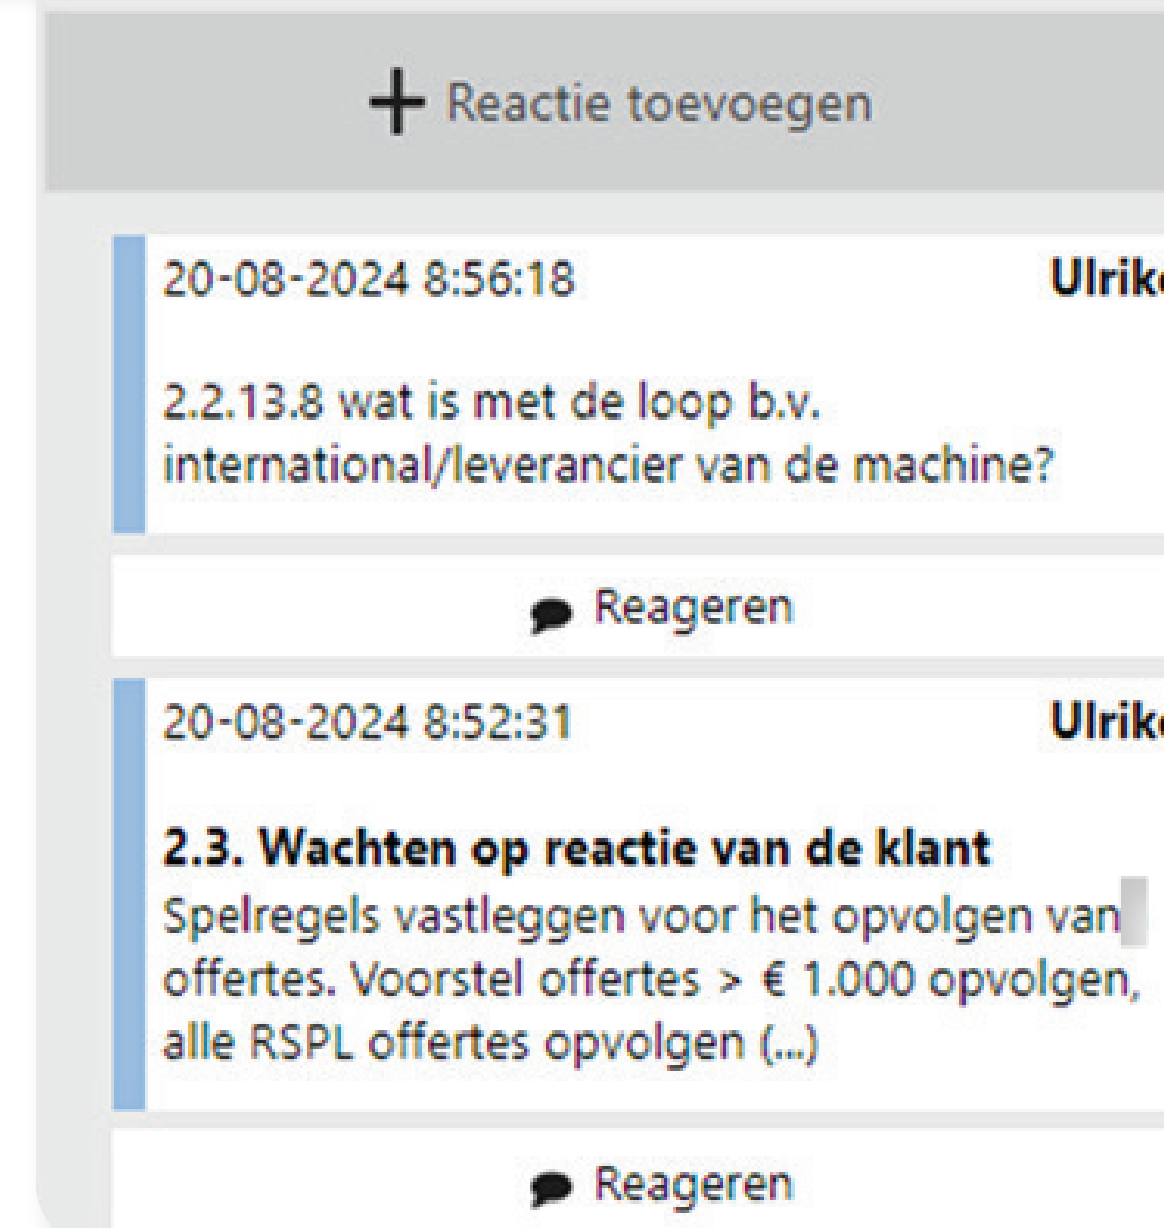 Reactie toevoegen
20-08-2024 8:56:18
2.2.13.8 wat is met de loop b.v.
international/leverancier van de machine?
Reageren
20-08-2024 8:52:31
2.3. Wachten op reactie van de klant
Spelregels vastleggen voor het opvolgen van
offertes. Voorstel offertes > € 1.000 opvolgen,
alle RSPL offertes opvolgen (...)
Reageren